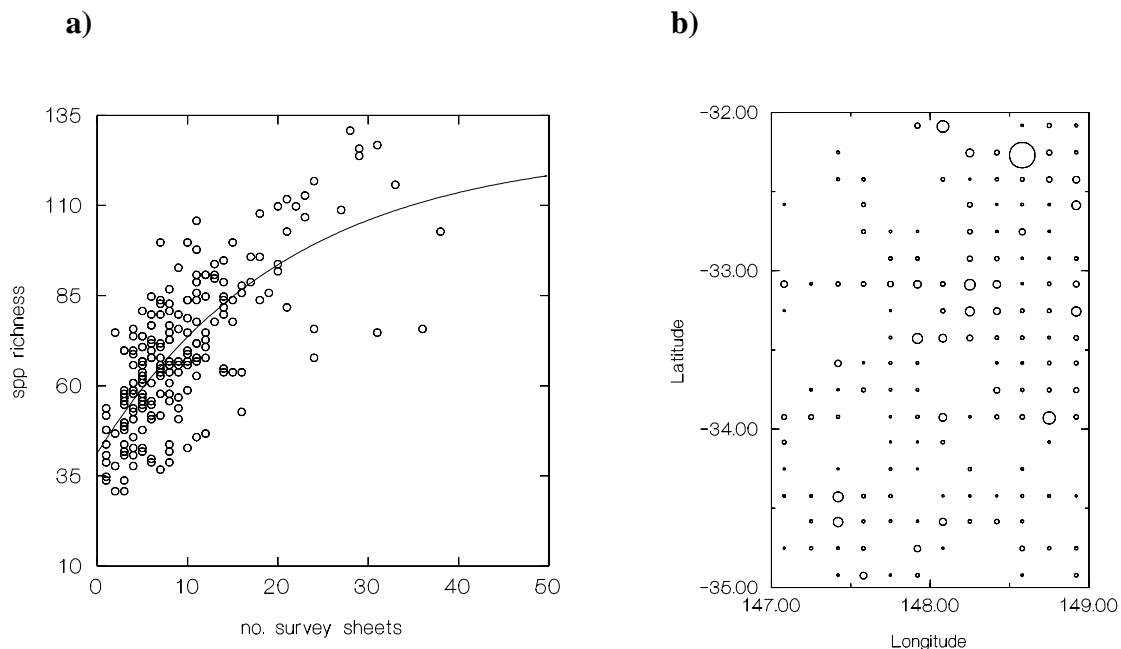 a)
b)
135
110
85
60
35
10
0 10 20 30 40 50
spp richness
no. survey sheets
-32.00
-33.00
-34.00
-35.00
147.00 148.00 149.00
Latitude
Longitude